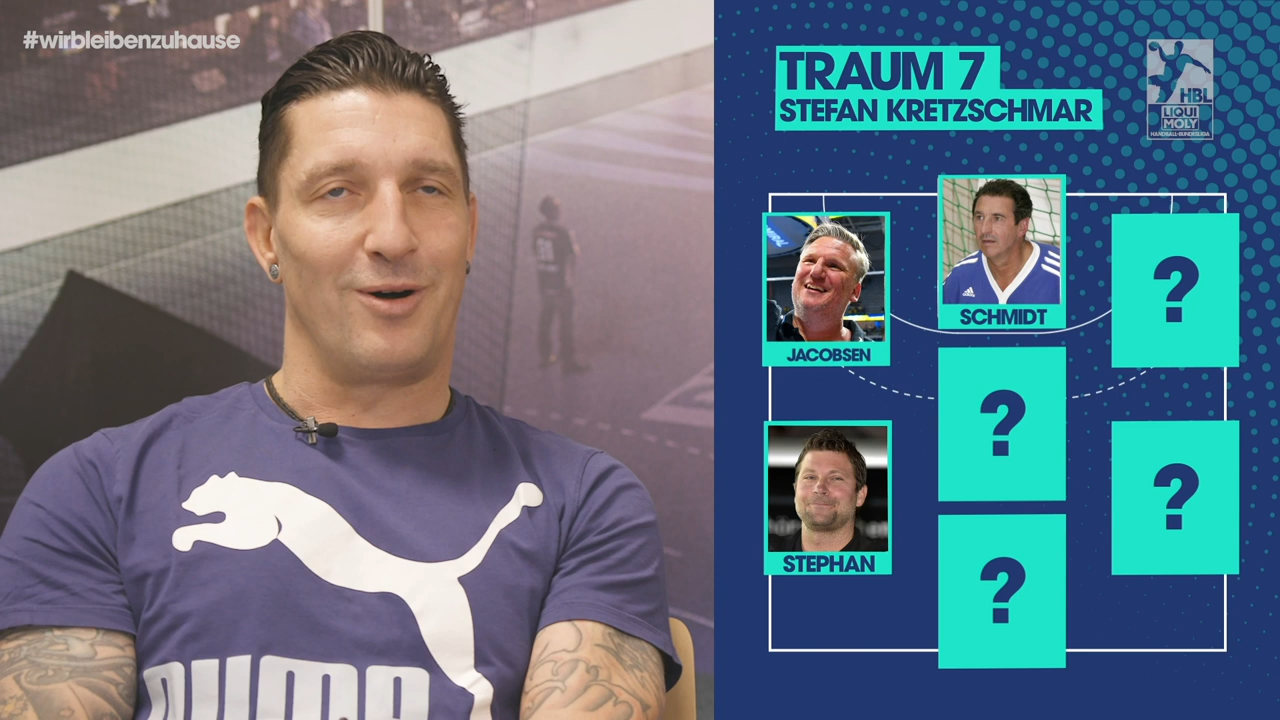 #wirbleibenzuhause
PUMA
TRAUM 7
STEFAN KRETZSCHMAR
HBL
LIQUI
MOLY
HANDBALL-BUNDESLIGA
SCHMIDT
JACOBSEN
?
?
STEPHAN
?
?